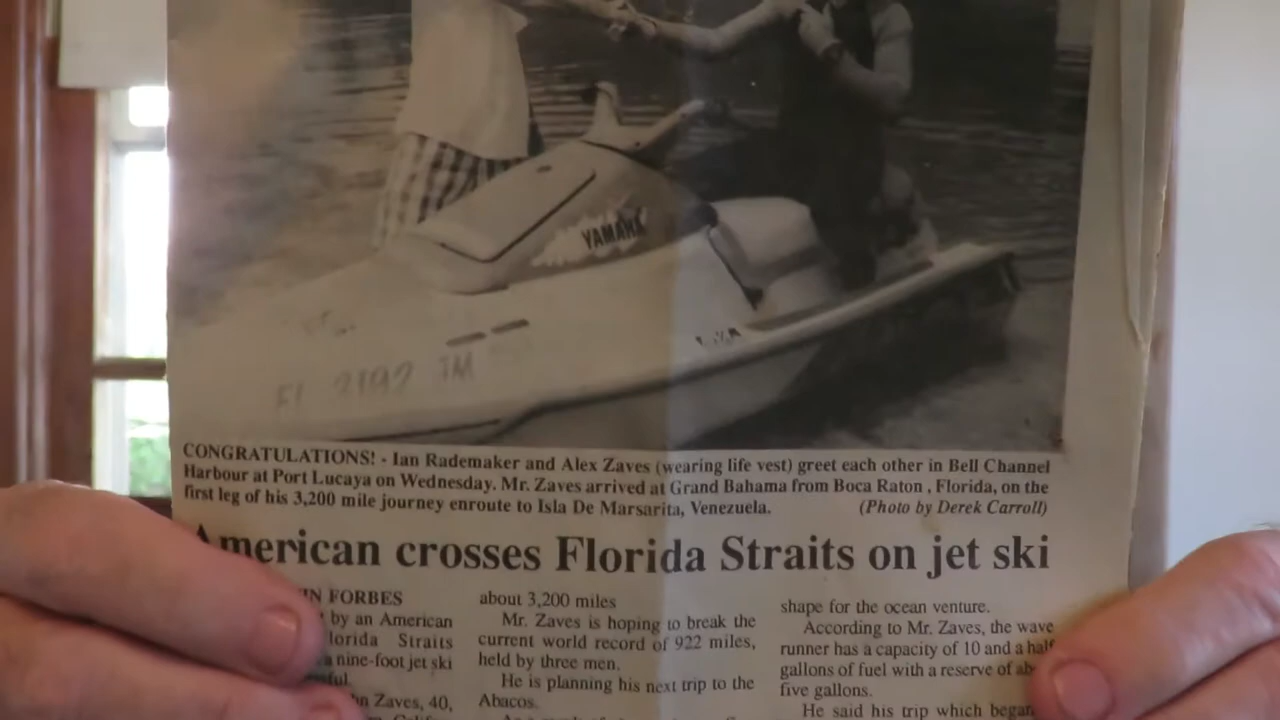 YAMAHA
FL 3192 TM
CONGRATULATIONS! - Ian Rademaker and Alex Zaves (wearing life vest) greet each other in Bell Channel
Harbour at Port Lucaya on Wednesday. Mr. Zaves arrived at Grand Bahama from Boca Raton , Florida, on the
first leg of his 3,200 mile journey enroute to Isla De Marsarita, Venezuela. (Photo by Derek Carroll)
American crosses Florida Straits on jet ski
FORBES
by an American
Straits
a nine-foot jet ski
Zaves, 40,
about 3,200 miles
Mr. Zaves is hoping to break the
current world record of 922 miles,
held by three men.
He is planning his next trip to the
Abacos.
shape for the ocean venture.
According to Mr. Zaves, the wave
runner has a capacity of 10 and a half
gallons of fuel with a reserve of
five gallons.
He said his trip which began